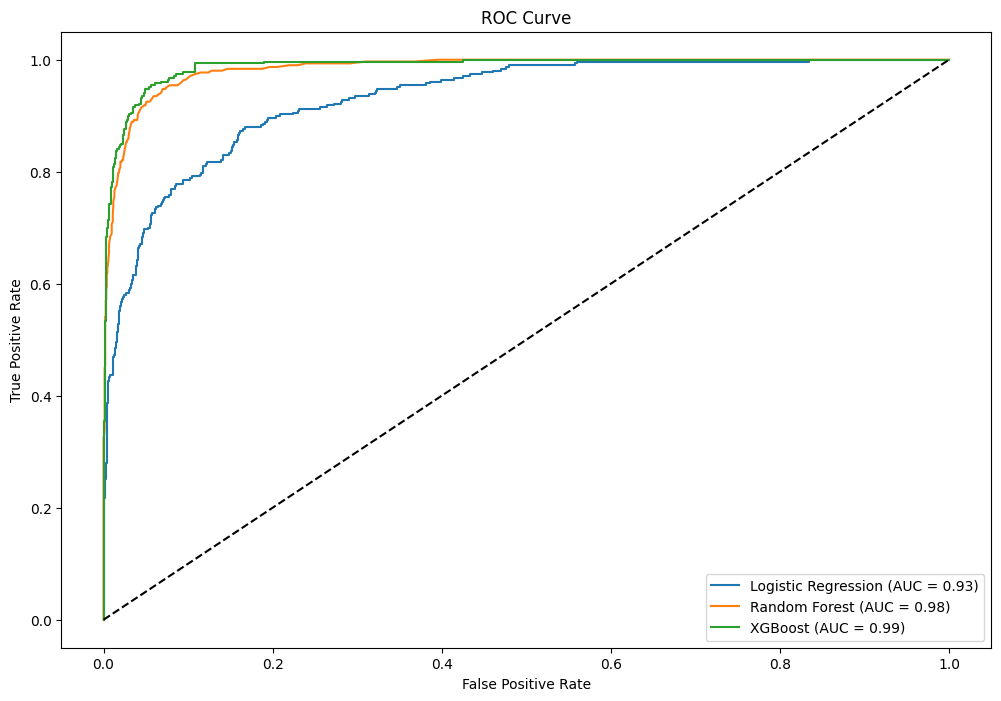 ROC Curve
1.0
0.8
0.6
0.4
0.2
0.0
True Positive Rate
0.0 0.2 0.4 0.6 0.8 1.0
False Positive Rate
Logistic Regression (AUC = 0.93)
Random Forest (AUC = 0.98)
XGBoost (AUC = 0.99)